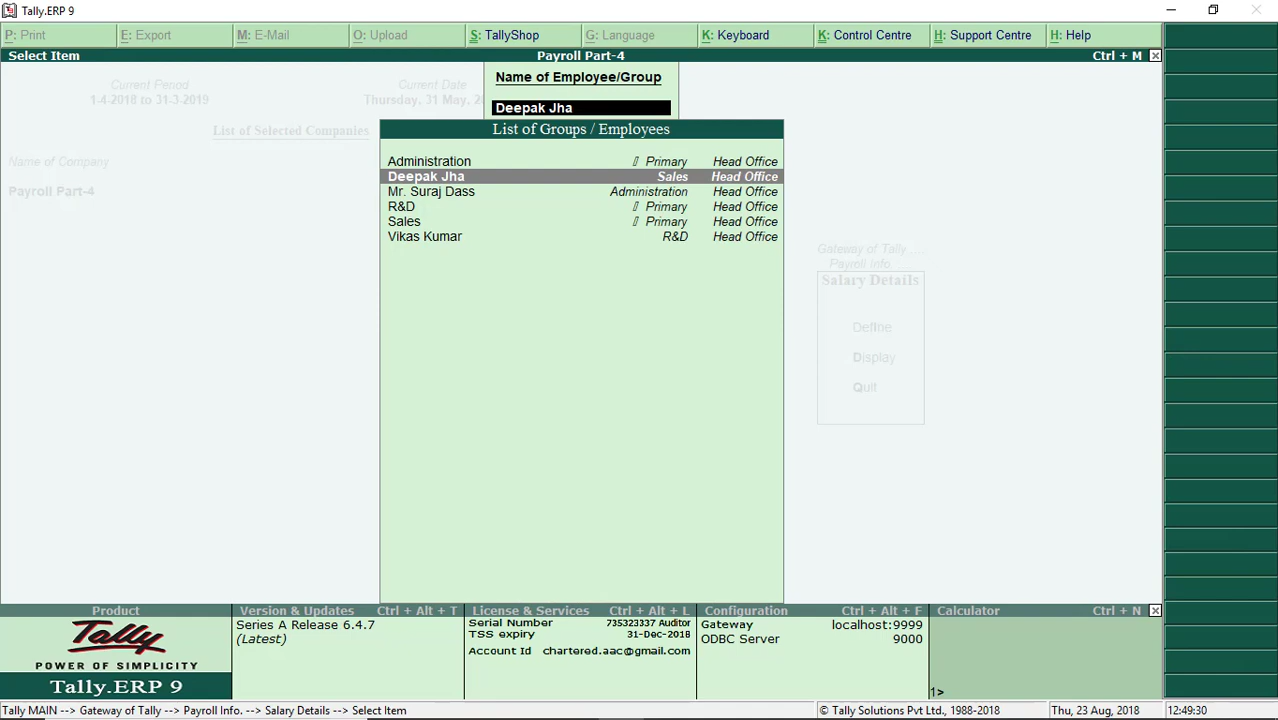 Tally.ERP 9
P: Print E: Export M: E-Mail O: Upload S: TallyShop G: Language K: Keyboard K: Control Centre H: Support Centre H: Help
Select Item Payroll Part-4 Ctrl + M
Name of Employee/Group
Current Period Current Date
1-4-2018 to 31-3-2019 Thursday, 31 May, 2
Deepak Jha
List of Selected Companies
List of Groups / Employees
Name of Company
Payroll Part-4
Administration Primary Head Office
Deepak Jha Sales Head Office
Mr. Suraj Dass Administration Head Office
R&D Primary Head Office
Sales Primary Head Office
Vikas Kumar R&D Head Office
Gateway of Tally ......
Payroll Info. ......
Salary Details
Define
Display
Quit
Product
Tally
POWER OF SIMPLICITY
Tally.ERP 9
Version & Updates Ctrl + Alt + T
Series A Release 6.4.7
(Latest)
License & Services Ctrl + Alt + L
Serial Number 735323337 Auditor
TSS expiry 31-Dec-2018
Account Id chartered.aac@gmail.com
Configuration Ctrl + Alt + F
Gateway localhost:9999
ODBC Server 9000
Calculator Ctrl + N
1>
Tally MAIN --> Gateway of Tally --> Payroll Info. --> Salary Details --> Select Item © Tally Solutions Pvt Ltd., 1988-2018 Thu, 23 Aug, 2018 12:49:30